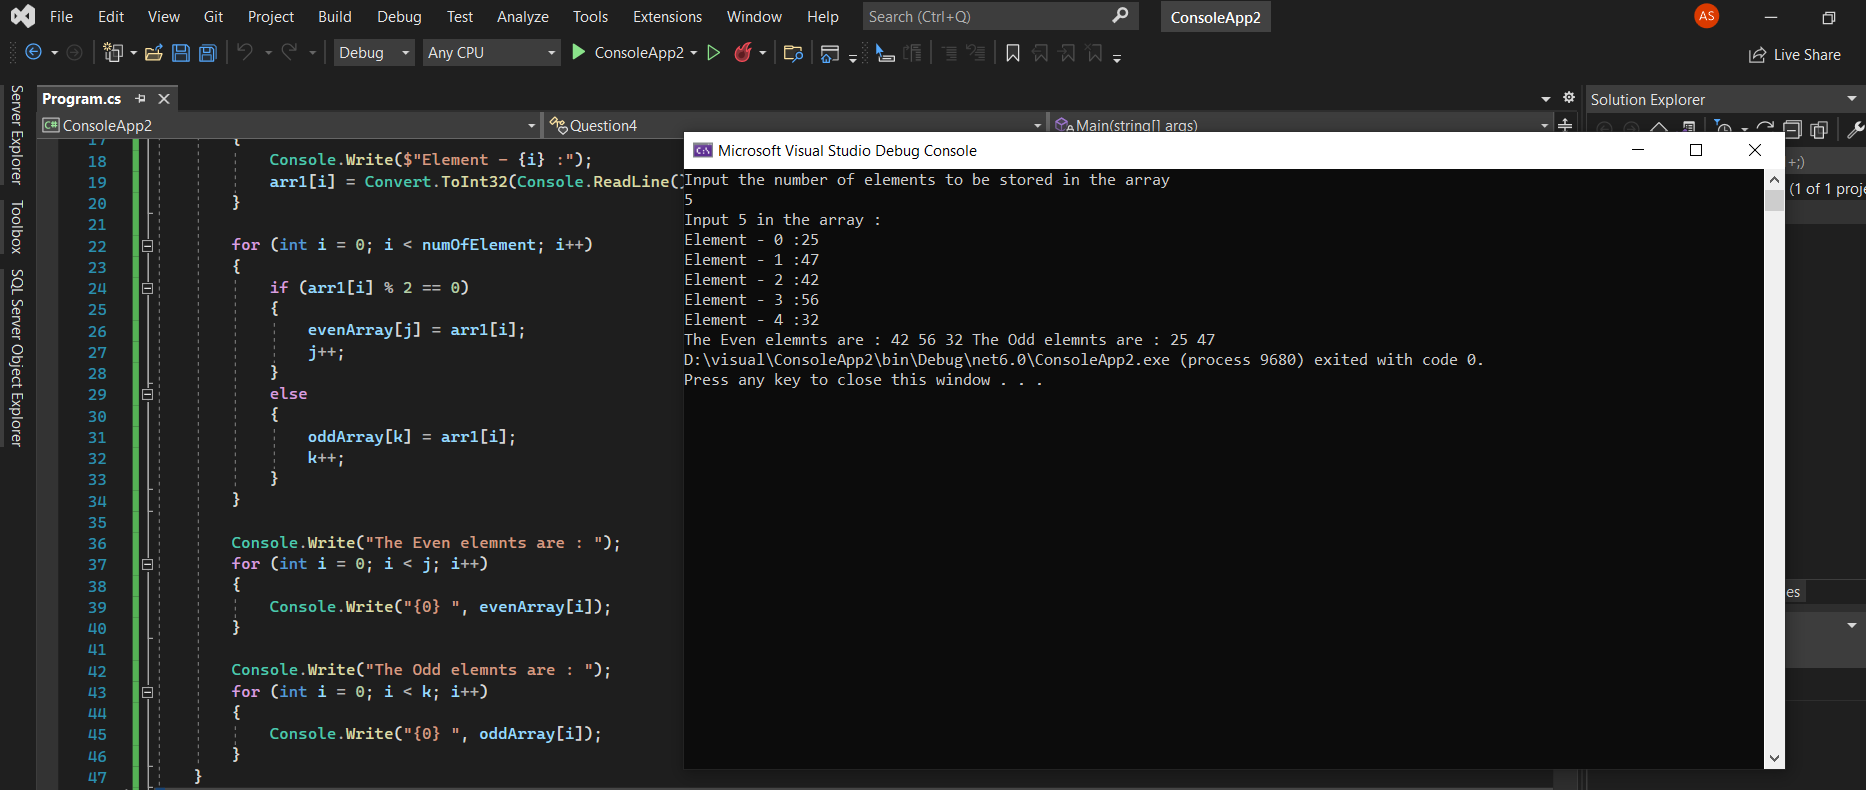 File Edit View Git Project Build Debug Test Analyze Tools Extensions Window Help Search (Ctrl+Q) ConsoleApp2 AS
Debug Any CPU ConsoleApp2 Live Share
Server Explorer
Toolbox
SQL Server Object Explorer
Program.cs
ConsoleApp2 Question4 Main(string[] args)
17 {
18 Console.Write($"Element - {i} :");
19 arr1[i] = Convert.ToInt32(Console.ReadLine()
20 }
21
22 for (int i = 0; i < numOfElement; i++)
23 {
24 if (arr1[i] % 2 == 0)
25 {
26 evenArray[j] = arr1[i];
27 j++;
28 }
29 else
30 {
31 oddArray[k] = arr1[i];
32 k++;
33 }
34 }
35
36 Console.Write("The Even elemnts are : ");
37 for (int i = 0; i < j; i++)
38 {
39 Console.Write("{0} ", evenArray[i]);
40 }
41
42 Console.Write("The Odd elemnts are : ");
43 for (int i = 0; i < k; i++)
44 {
45 Console.Write("{0} ", oddArray[i]);
46 }
47 }
Microsoft Visual Studio Debug Console
Input the number of elements to be stored in the array
5
Input 5 in the array :
Element - 0 :25
Element - 1 :47
Element - 2 :42
Element - 3 :56
Element - 4 :32
The Even elemnts are : 42 56 32 The Odd elemnts are : 25 47
D:\visual\ConsoleApp2\bin\Debug\net6.0\ConsoleApp2.exe (process 9680) exited with code 0.
Press any key to close this window . . .
Solution Explorer
+;)
(1 of 1 proje
es